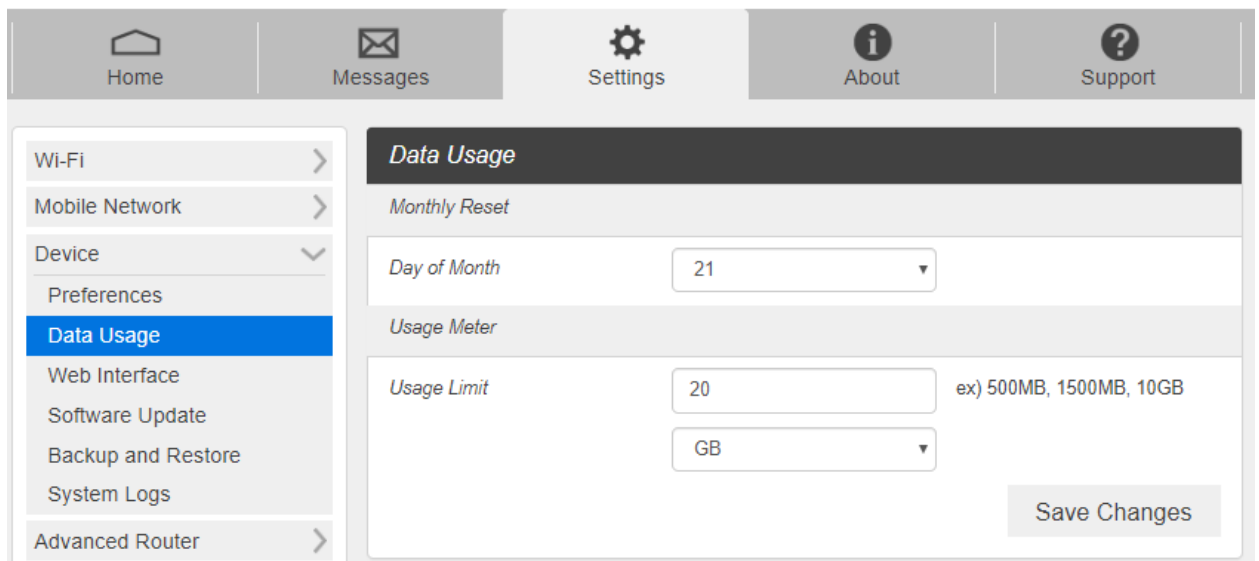 Home Messages Settings About Support
Wi-Fi
Mobile Network
Device
Preferences
Data Usage
Web Interface
Software Update
Backup and Restore
System Logs
Advanced Router
Data Usage
Monthly Reset
Day of Month 21
Usage Meter
Usage Limit 20 ex) 500MB, 1500MB, 10GB
GB
Save Changes